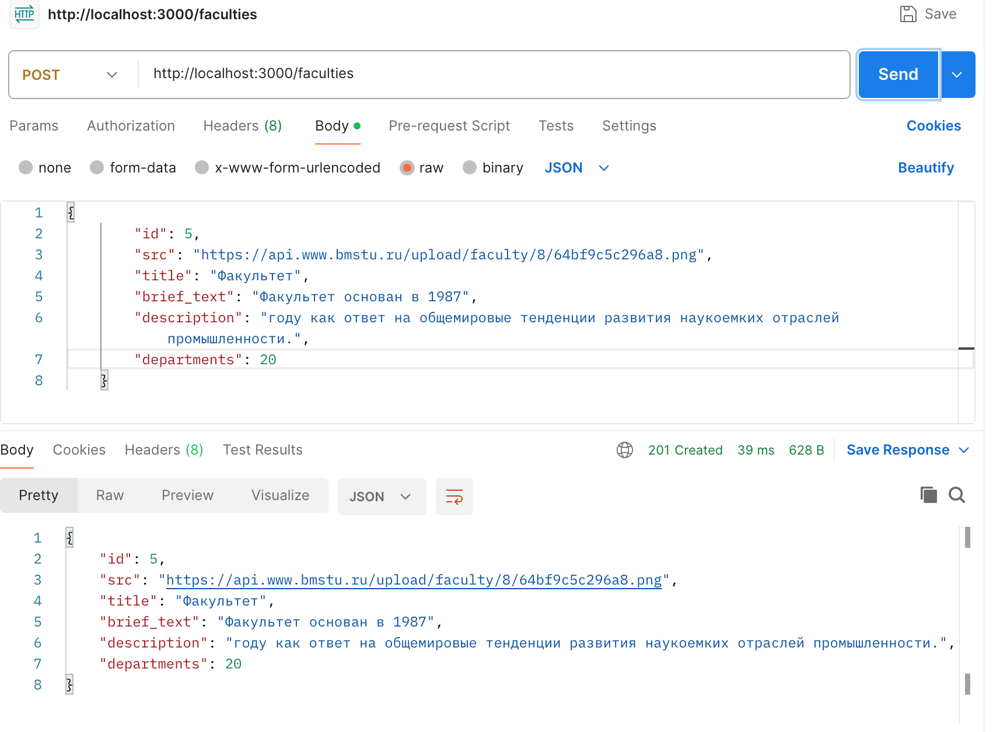 HTTP http://localhost:3000/faculties Save
POST http://localhost:3000/faculties Send
Params Authorization Headers (8) Body Pre-request Script Tests Settings Cookies
none form-data x-www-form-urlencoded raw binary JSON Beautify
1 {
2 "id": 5,
3 "src": "https://api.www.bmstu.ru/upload/faculty/8/64bf9c5c296a8.png",
4 "title": "Факультет",
5 "brief_text": "Факультет основан в 1987",
6 "description": "году как ответ на общемировые тенденции развития наукоемких отраслей
промышленности.",
7 "departments": 20
8 }
Body Cookies Headers (8) Test Results 201 Created 39 ms 628 B Save Response
Pretty Raw Preview Visualize JSON
1 {
2 "id": 5,
3 "src": "https://api.www.bmstu.ru/upload/faculty/8/64bf9c5c296a8.png",
4 "title": "Факультет",
5 "brief_text": "Факультет основан в 1987",
6 "description": "году как ответ на общемировые тенденции развития наукоемких отраслей промышленности.",
7 "departments": 20
8 }